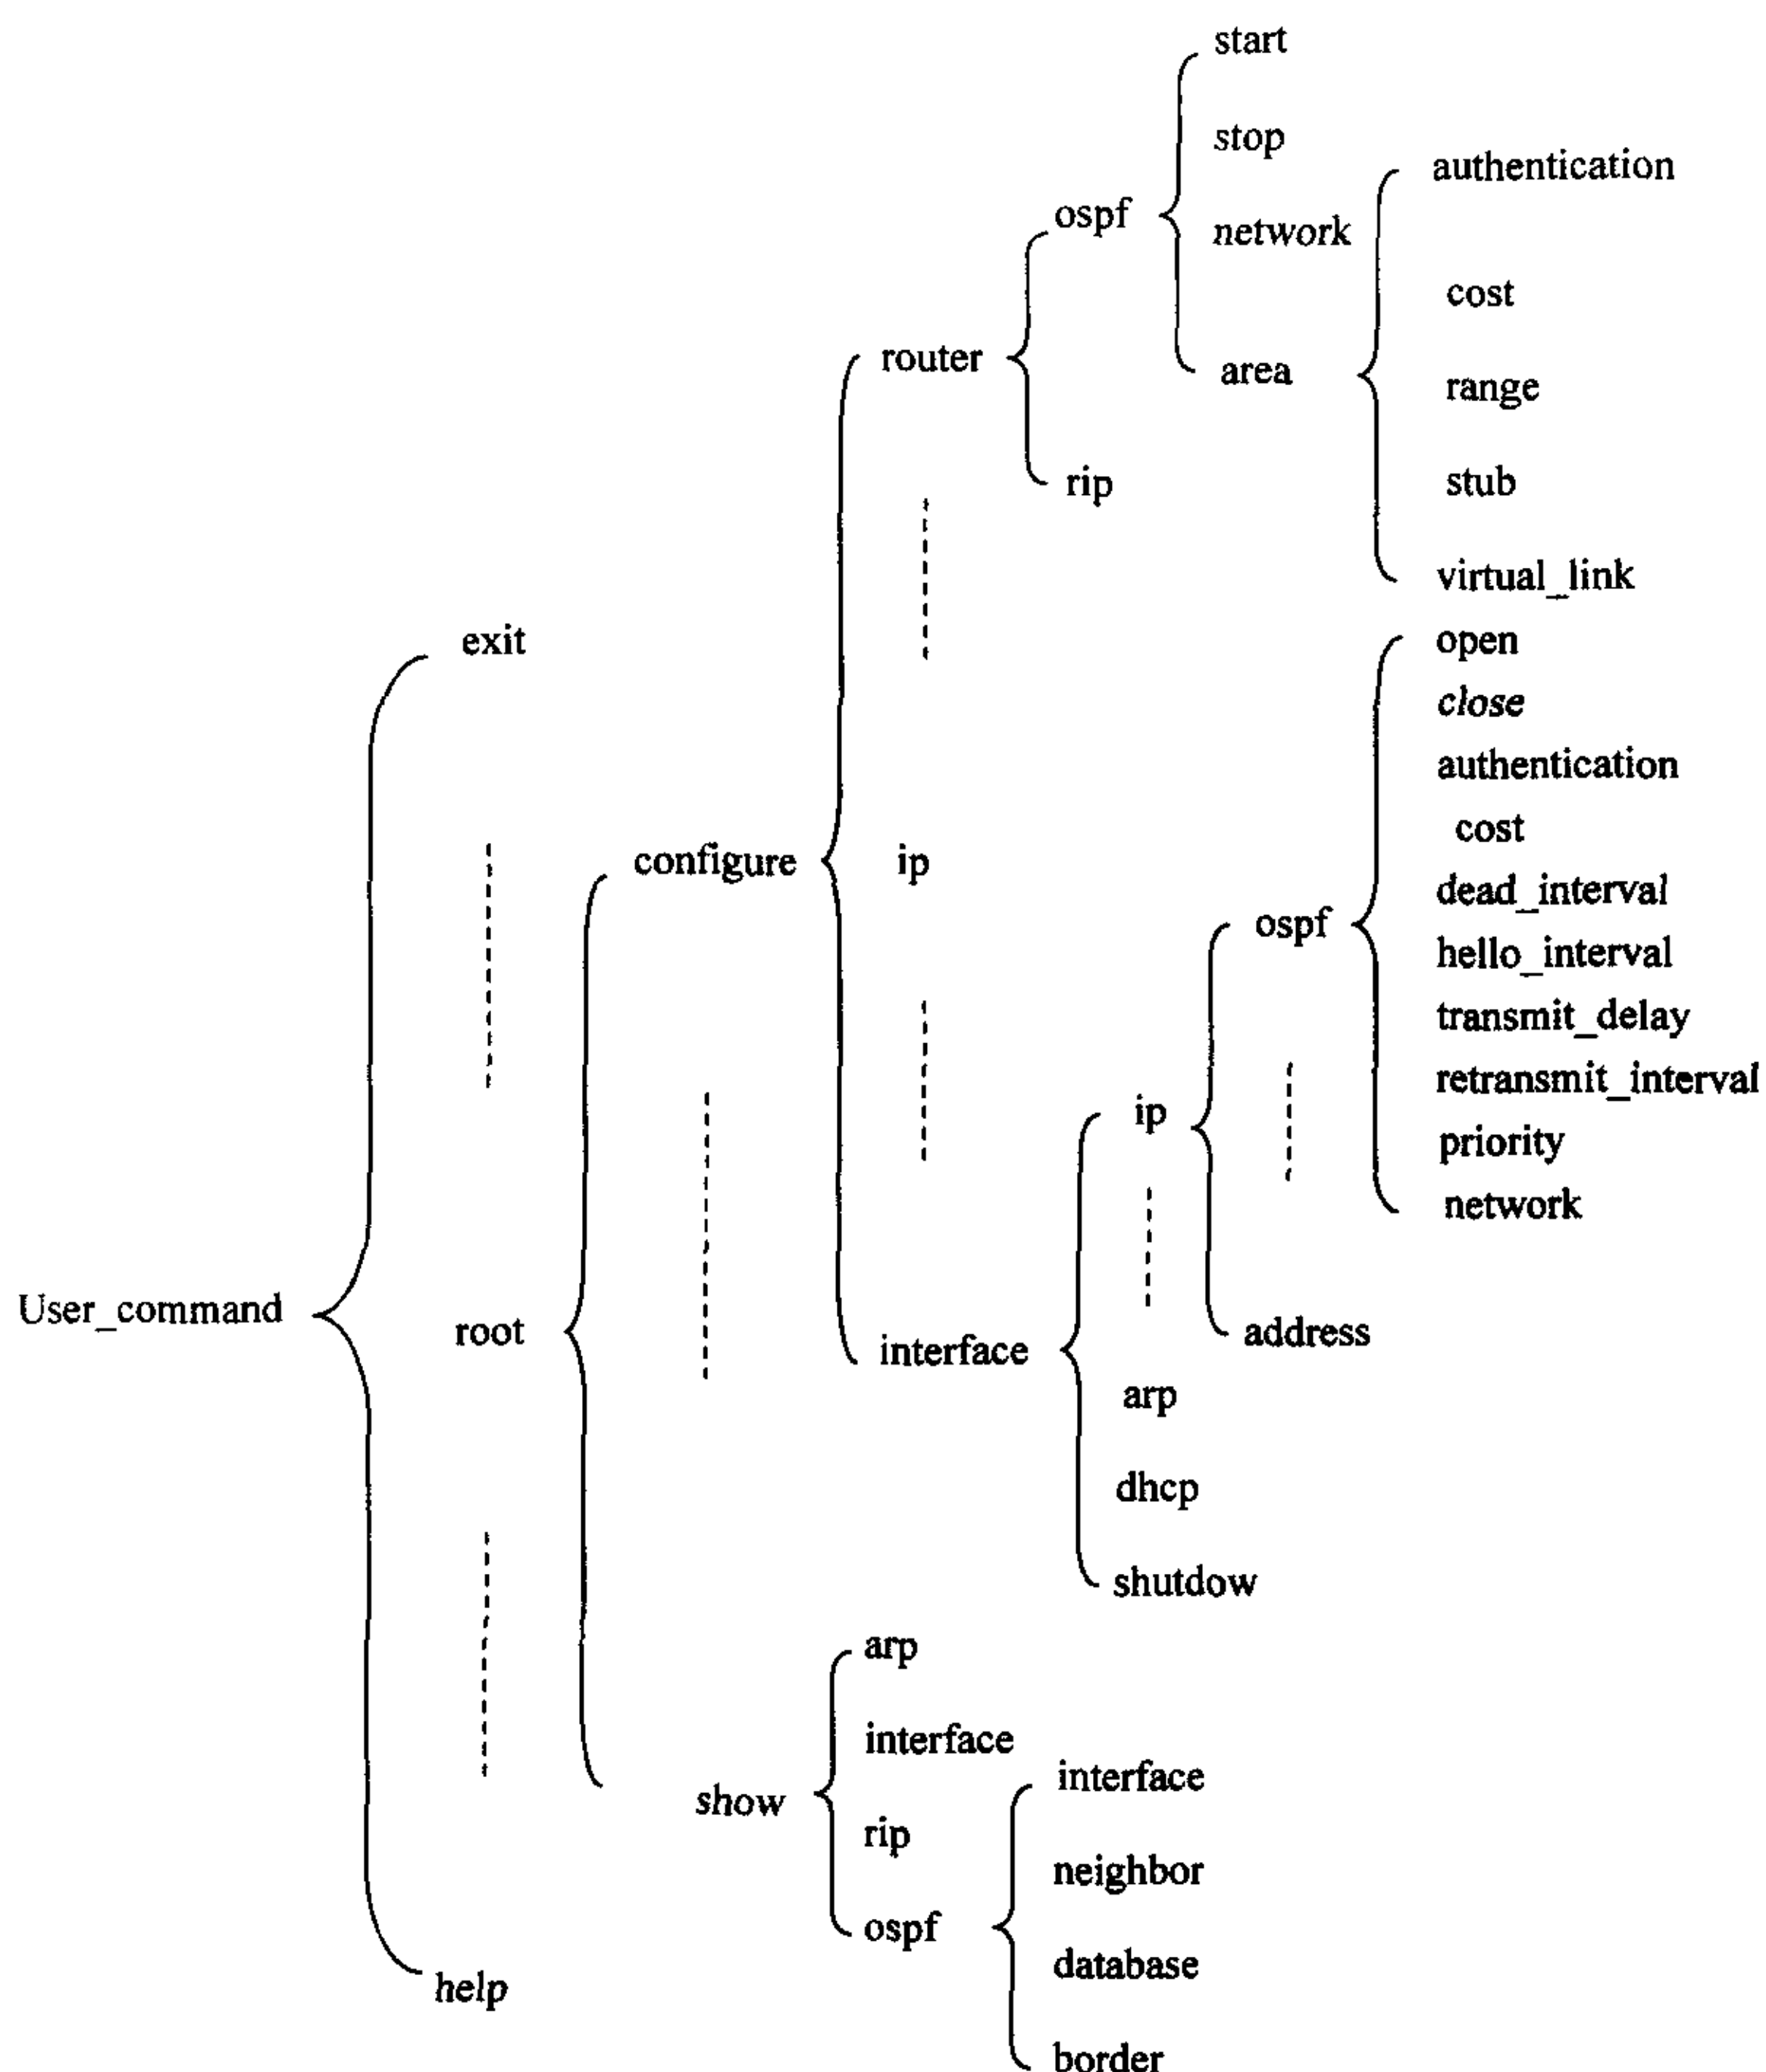 start
stop
authentication
ospf
network
cost
router
area
range
rip
stub
virtual_link
exit
open
close
authentication
cost
configure
ip
dead_interval
ospf
hello_interval
transmit_delay
retransmit_interval
ip
priority
network
User_command
root
address
interface
arp
dhcp
shutdow
arp
interface
interface
show
rip
neighbor
ospf
database
help
border